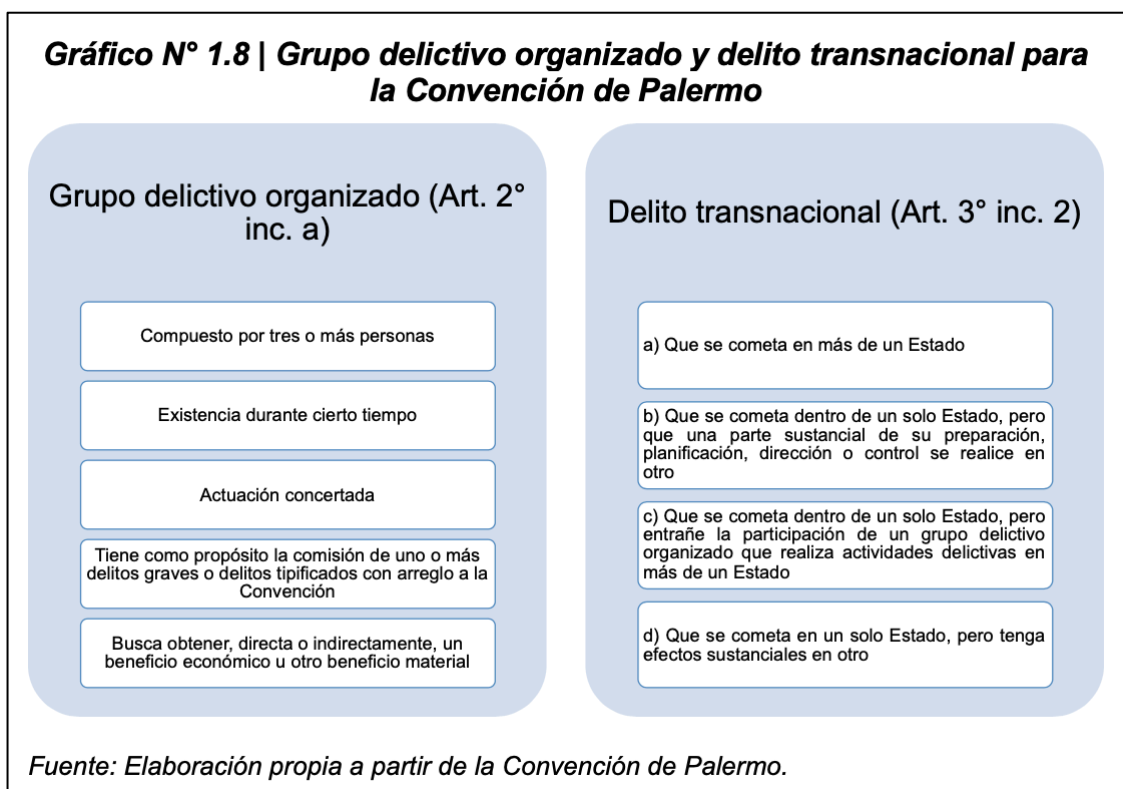 Gráfico N° 1.8 | Grupo delictivo organizado y delito transnacional para
la Convención de Palermo
Grupo delictivo organizado (Art. 2°
inc. a)
Compuesto por tres o más personas
Existencia durante cierto tiempo
Actuación concertada
Tiene como propósito la comisión de uno o más
delitos graves o delitos tipificados con arreglo a la
Convención
Busca obtener, directa o indirectamente, un
beneficio económico u otro beneficio material
Delito transnacional (Art. 3° inc. 2)
a) Que se cometa en más de un Estado
b) Que se cometa dentro de un solo Estado, pero
que una parte sustancial de su preparación,
planificación, dirección o control se realice en
otro
c) Que se cometa dentro de un solo Estado, pero
entrañe la participación de un grupo delictivo
organizado que realiza actividades delictivas en
más de un Estado
d) Que se cometa en un solo Estado, pero tenga
efectos sustanciales en otro
Fuente: Elaboración propia a partir de la Convención de Palermo.